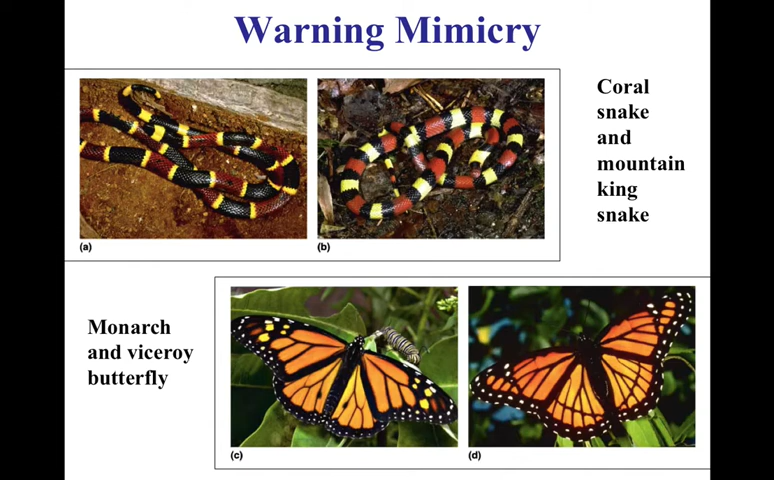 Warning Mimicry
Coral
snake
and
mountain
king
snake
(a)
(b)
Monarch
and viceroy
butterfly
(c)
(d)